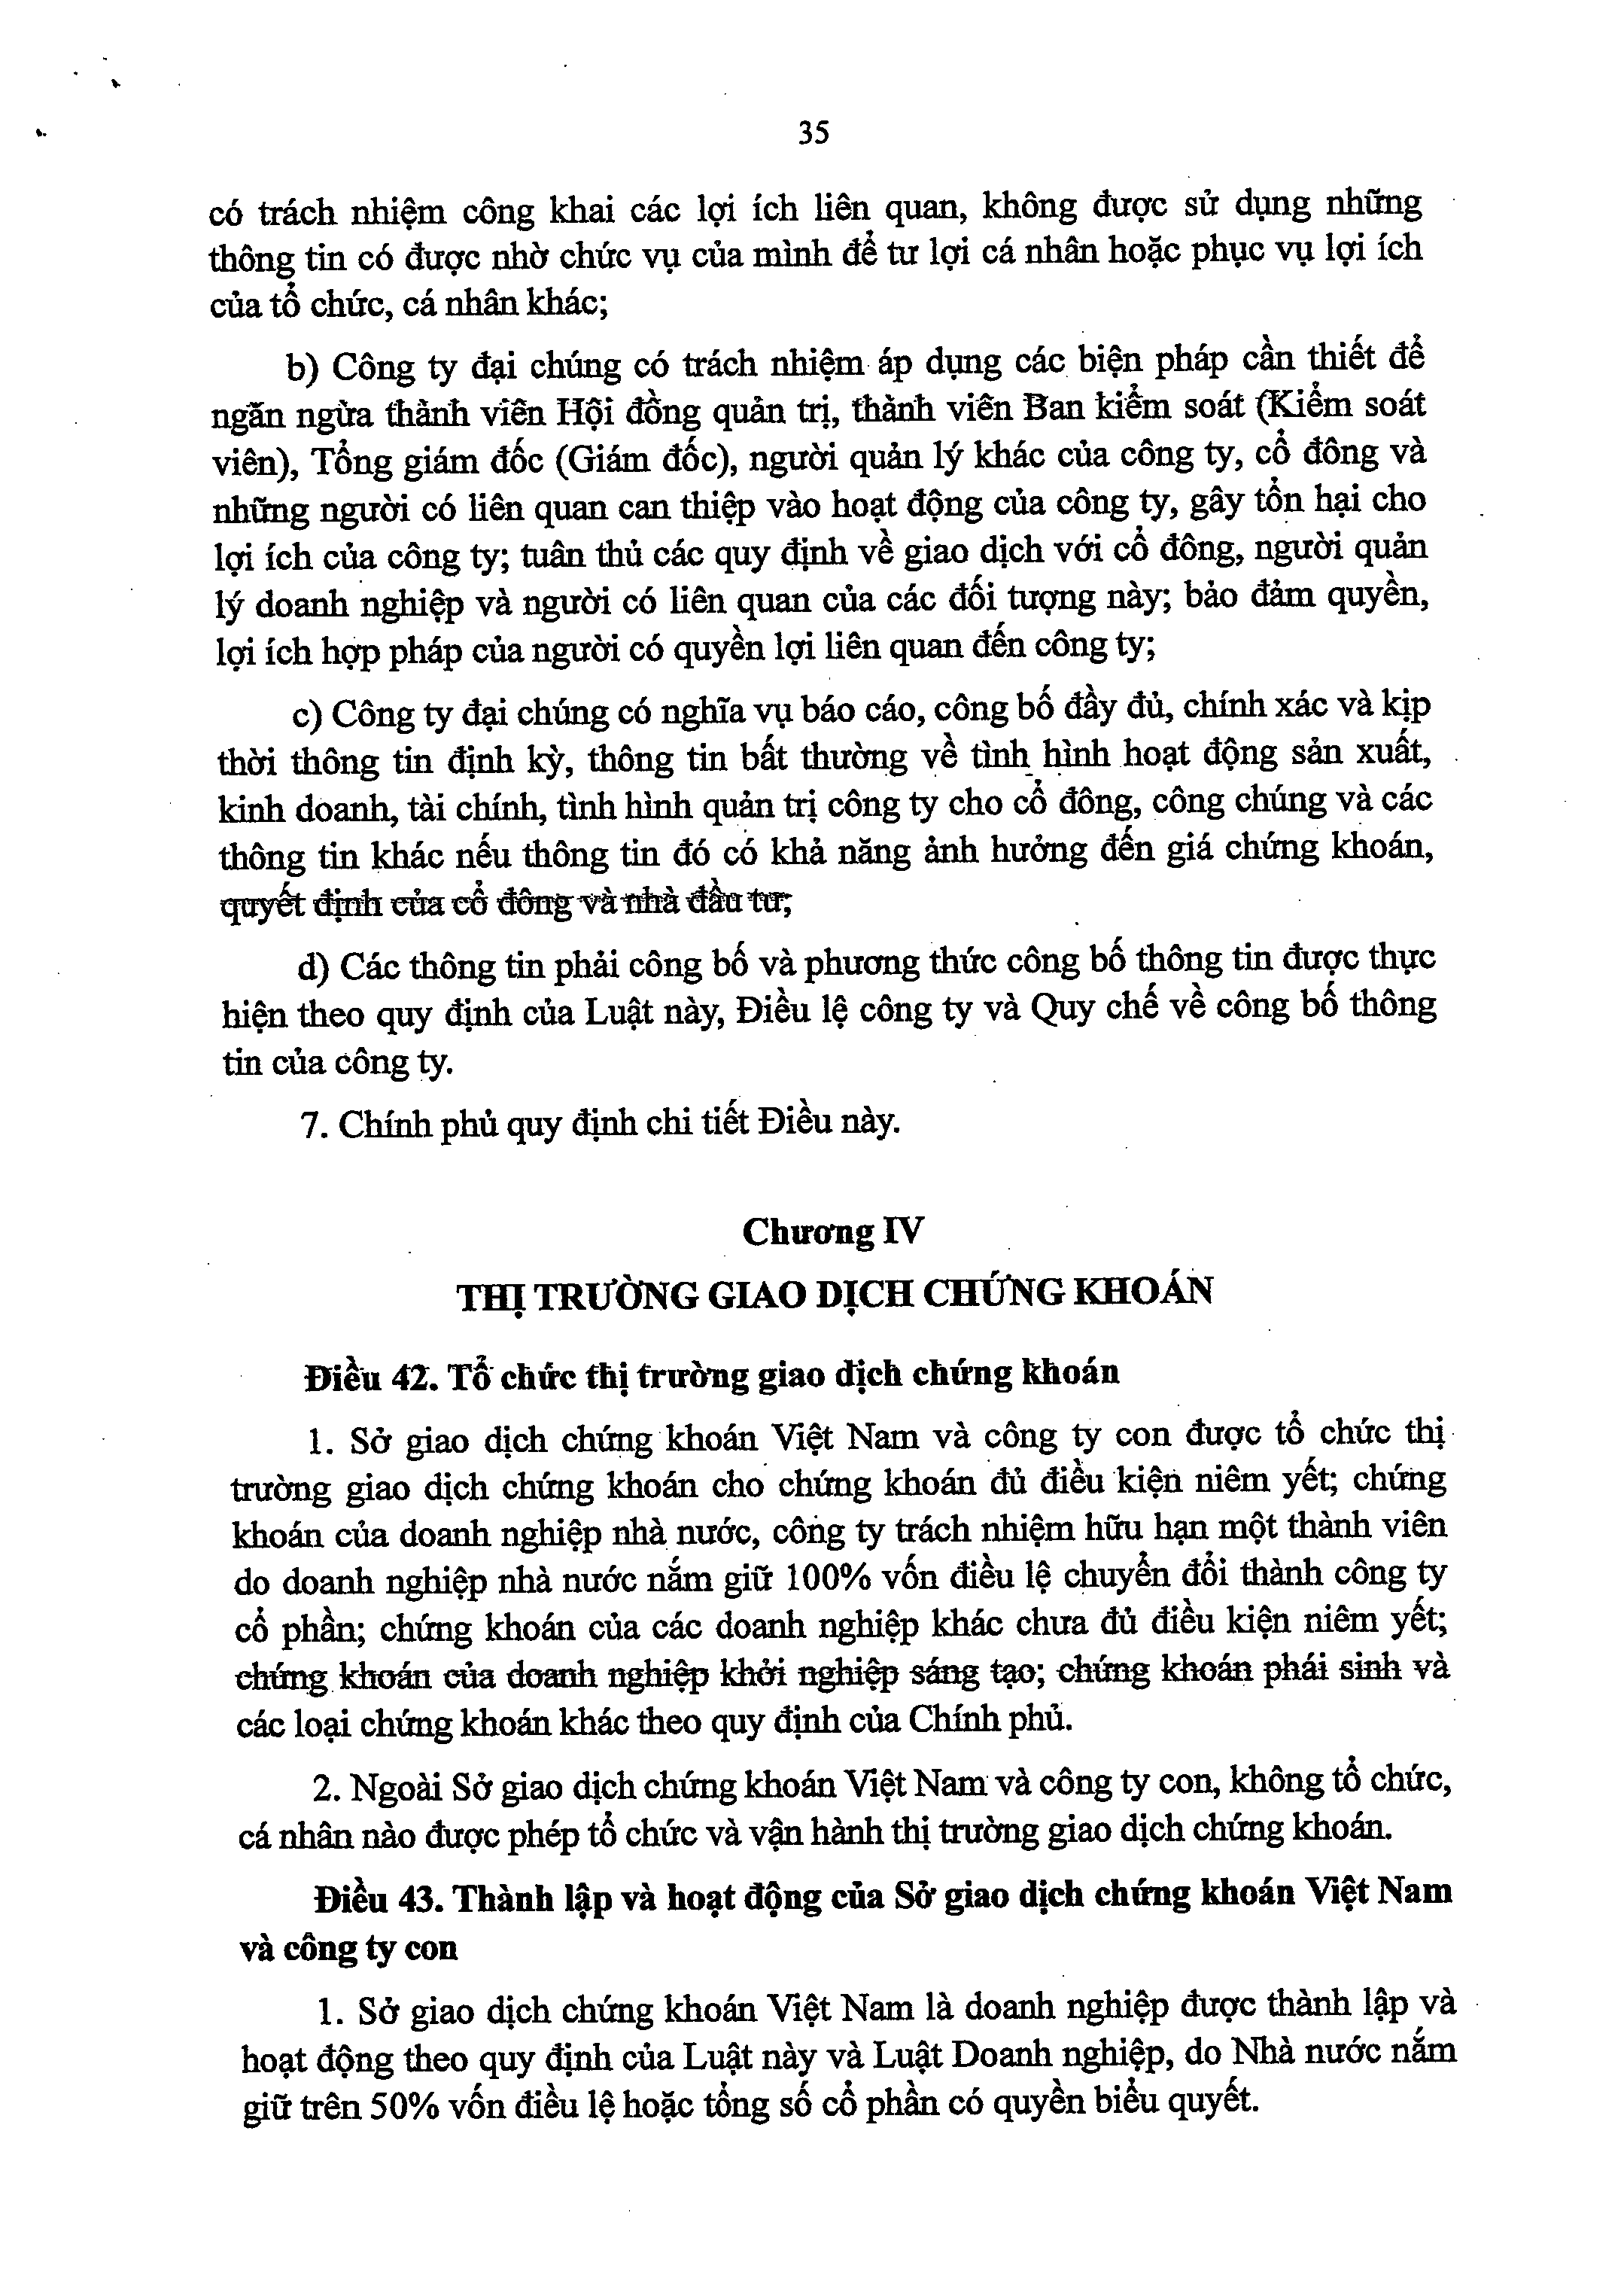 35
có trách nhiệm công khai các lợi ích liên quan, không được sử dụng những
thông tin có được nhờ chức vụ của mình để tư lợi cá nhân hoặc phục vụ lợi ích
của tổ chức, cá nhân khác;
b) Công ty đại chúng có trách nhiệm áp dụng các biện pháp cần thiết để
ngăn ngừa thành viên Hội đồng quản trị, thành viên Ban kiểm soát (Kiểm soát
viên), Tổng giám đốc (Giám đốc), người quản lý khác của công ty, cổ đông và
những người có liên quan can thiệp vào hoạt động của công ty, gây tổn hại cho
lợi ích của công ty; tuân thủ các quy định về giao dịch với cổ đông, người quản
lý doanh nghiệp và người có liên quan của các đối tượng này; bảo đảm quyền,
lợi ích hợp pháp của người có quyền lợi liên quan đến công ty;
c) Công ty đại chúng có nghĩa vụ báo cáo, công bố đầy đủ, chính xác và kịp
thời thông tin định kỳ, thông tin bất thường về tình hình hoạt động sản xuất,
kinh doanh, tài chính, tình hình quản trị công ty cho cổ đông, công chúng và các
thông tin khác nếu thông tin đó có khả năng ảnh hưởng đến giá chứng khoán,
quyết định của cổ đông và nhà đầu tư;
d) Các thông tin phải công bố và phương thức công bố thông tin được thực
hiện theo quy định của Luật này, Điều lệ công ty và Quy chế về công bố thông
tin của công ty.
7. Chính phủ quy định chi tiết Điều này.
Chương IV
THỊ TRƯỜNG GIAO DỊCH CHỨNG KHOÁN
Điều 42. Tổ chức thị trường giao dịch chứng khoán
1. Sở giao dịch chứng khoán Việt Nam và công ty con được tổ chức thị
trường giao dịch chứng khoán cho chứng khoán đủ điều kiện niêm yết; chứng
khoán của doanh nghiệp nhà nước, công ty trách nhiệm hữu hạn một thành viên
do doanh nghiệp nhà nước nắm giữ 100% vốn điều lệ chuyển đổi thành công ty
cổ phần; chứng khoán của các doanh nghiệp khác chưa đủ điều kiện niêm yết;
chứng khoán của doanh nghiệp khởi nghiệp sáng tạo; chứng khoán phái sinh và
các loại chứng khoán khác theo quy định của Chính phủ.
2. Ngoài Sở giao dịch chứng khoán Việt Nam và công ty con, không tổ chức,
cá nhân nào được phép tổ chức và vận hành thị trường giao dịch chứng khoán.
Điều 43. Thành lập và hoạt động của Sở giao dịch chứng khoán Việt Nam
và công ty con
1. Sở giao dịch chứng khoán Việt Nam là doanh nghiệp được thành lập và
hoạt động theo quy định của Luật này và Luật Doanh nghiệp, do Nhà nước nắm
giữ trên 50% vốn điều lệ hoặc tổng số cổ phần có quyền biểu quyết.